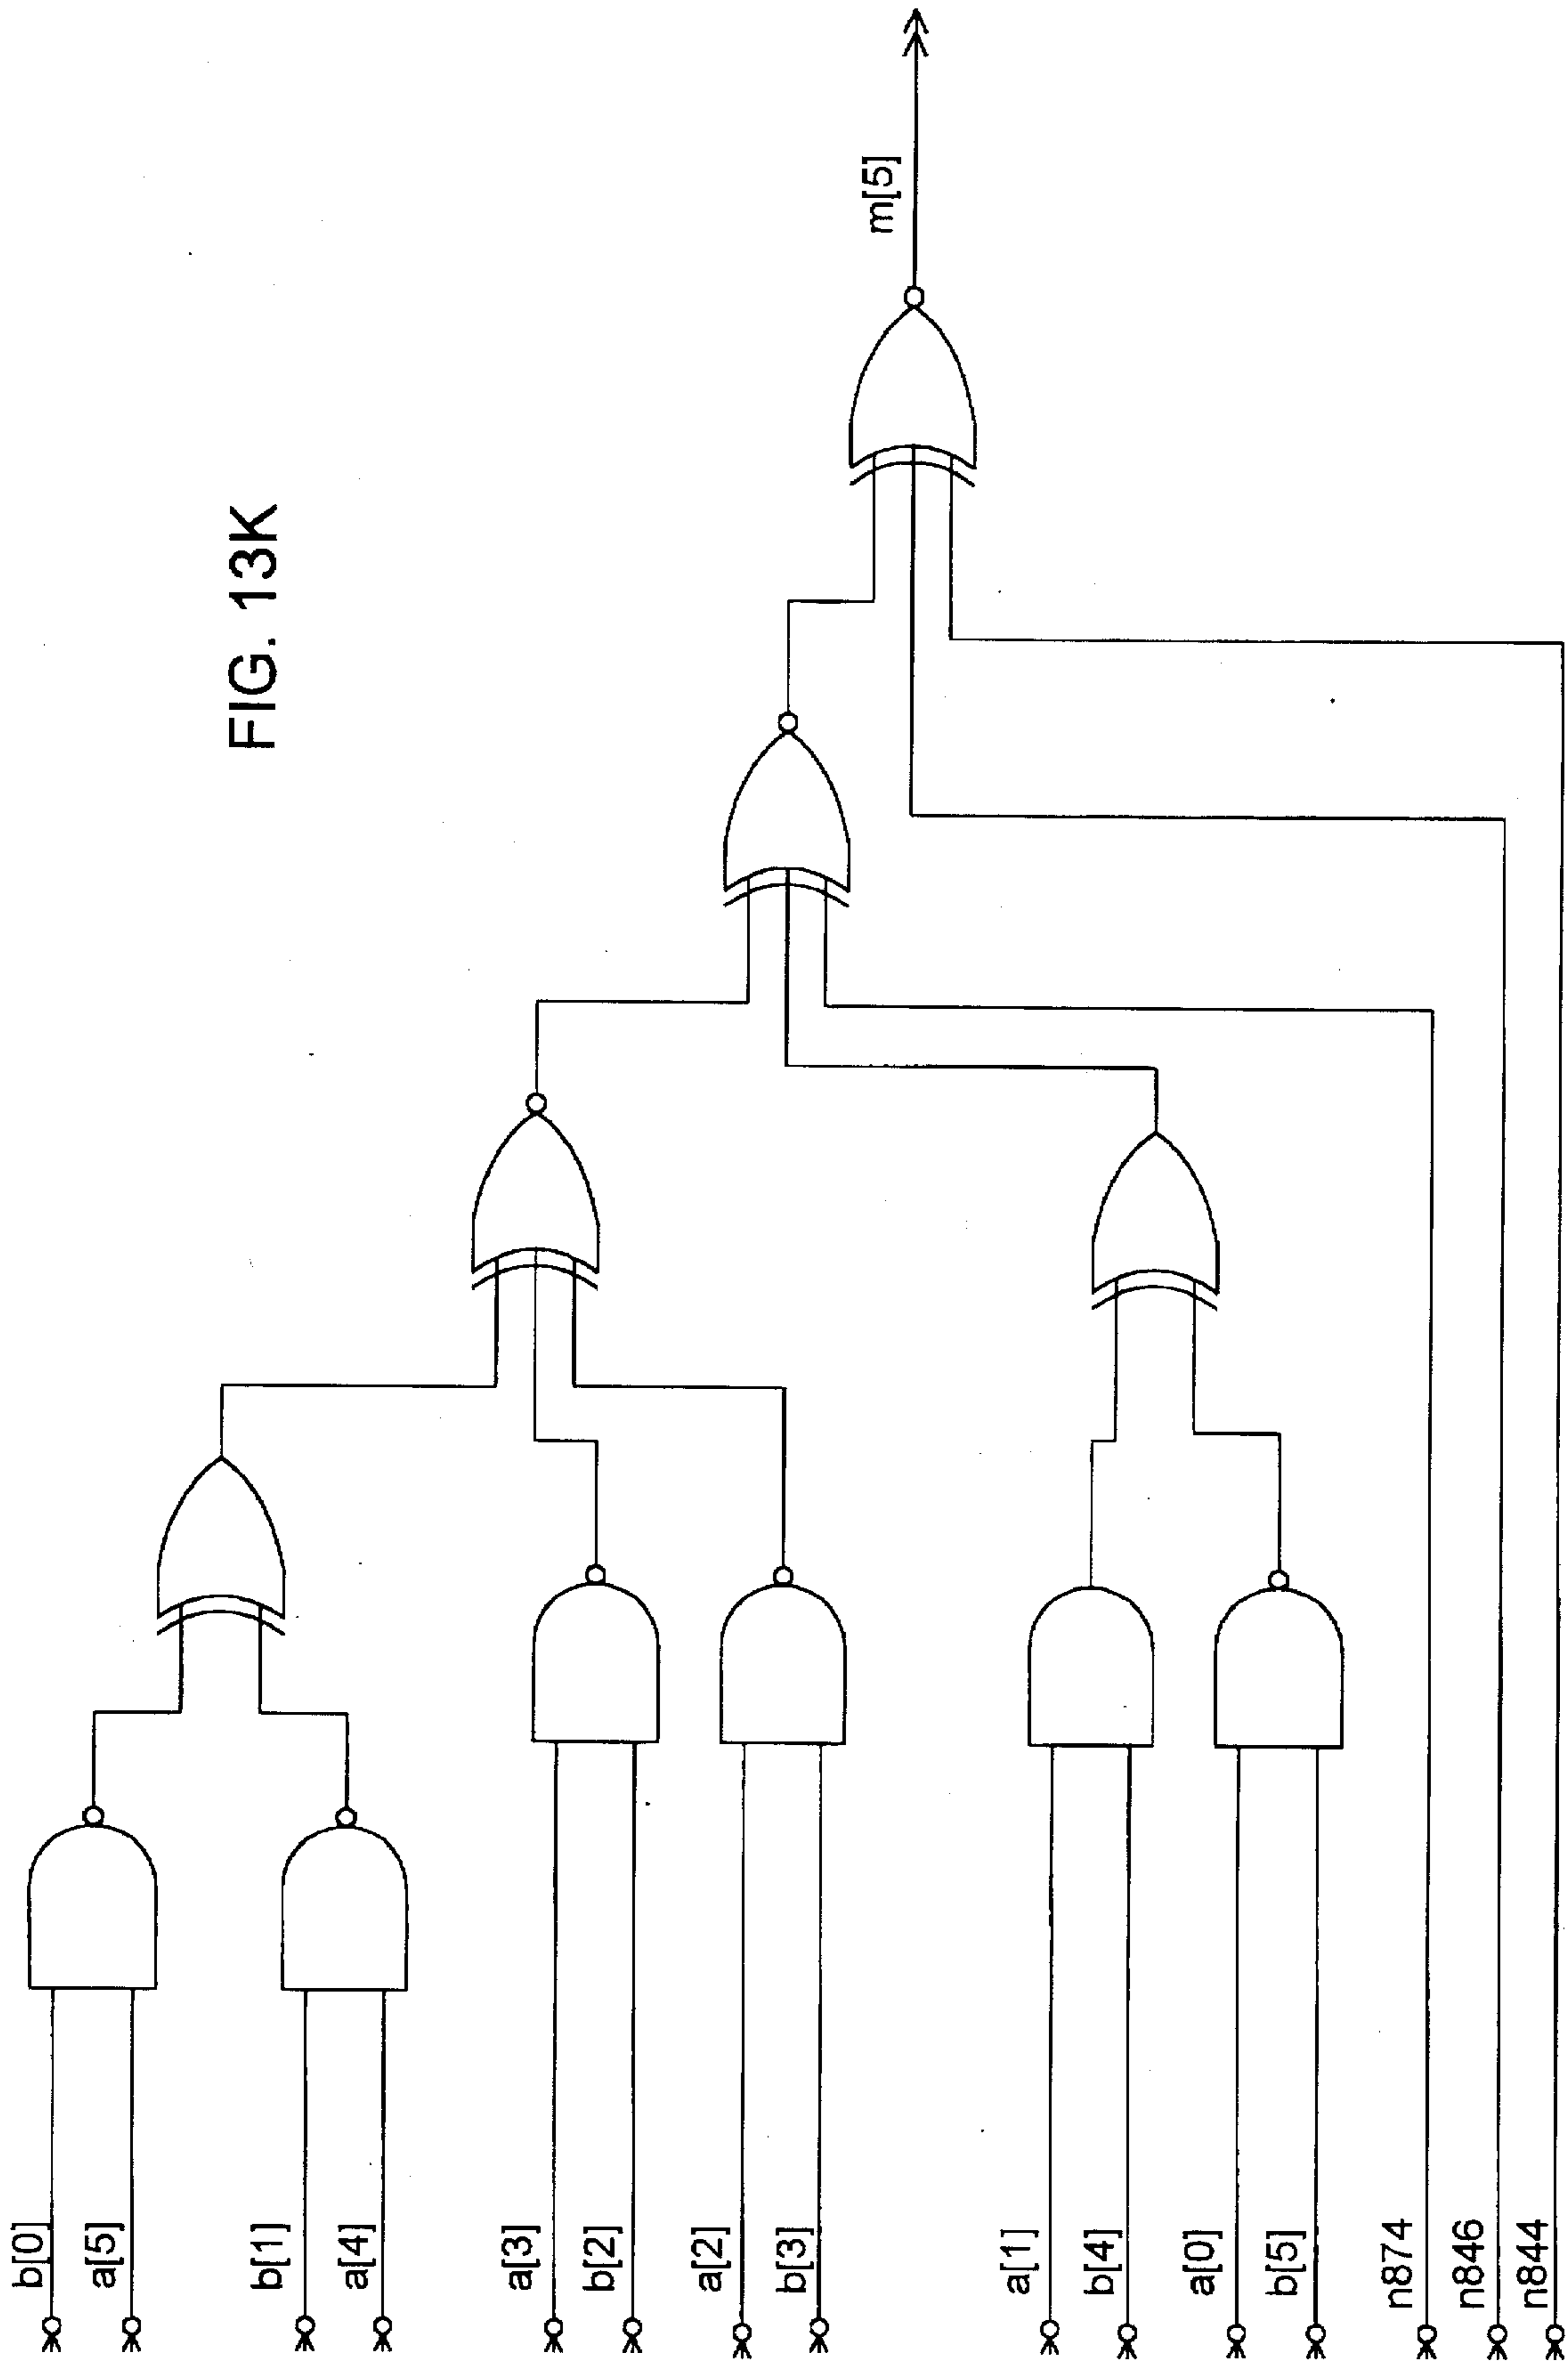 FIG. 13K
b[0]
a[5]
b[1]
a[4]
a[3]
b[2]
a[2]
b[3]
a[1]
b[4]
a[0]
b[5]
n874
n846
n844
m[5]